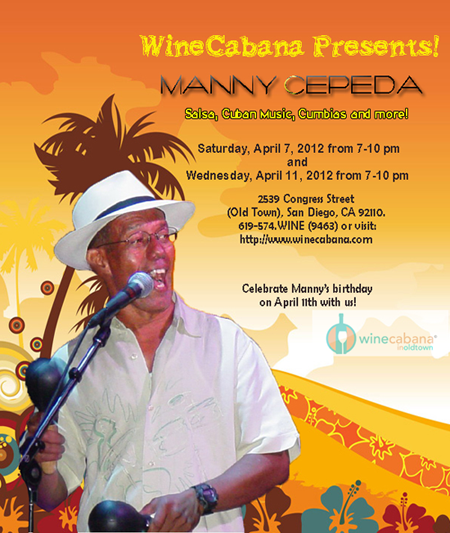 WineCabana Presents!
MANNY CEPEDA
Salsa, Cuban Music, Cumbias and more!
Saturday, April 7, 2012 from 7-10 pm
and
Wednesday, April 11, 2012 from 7-10 pm
2539 Congress Street
(Old Town), San Diego, CA 92110.
619-574.WINE (9463) or visit:
http://www.winecabana.com
Celebrate Manny's birthday
on April 11th with us!
winecabana
inoldtown